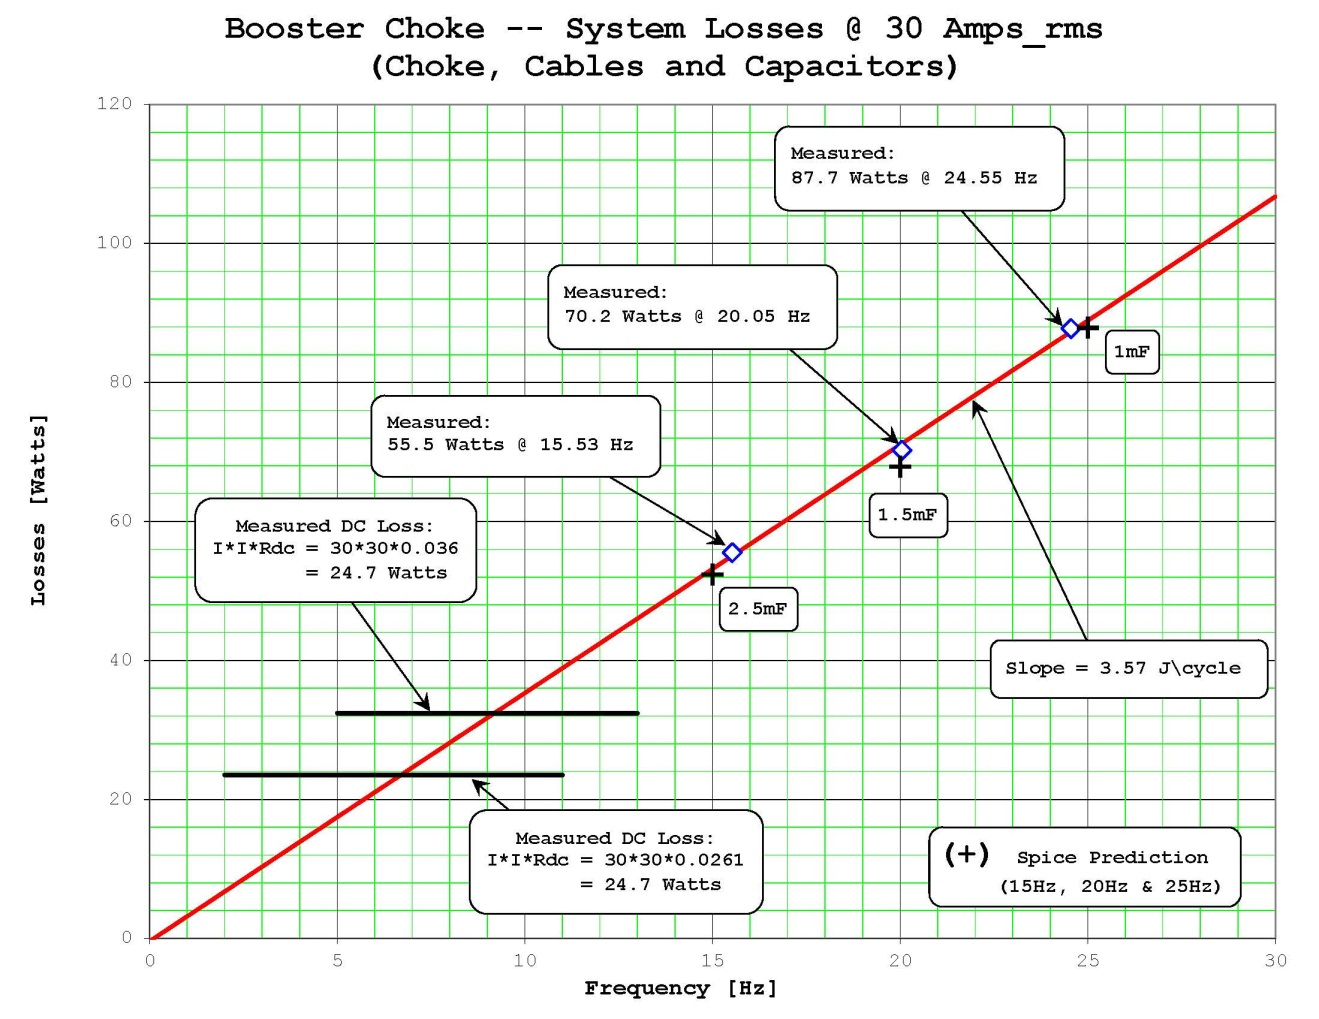 Booster Choke -- System Losses @ 30 Amps_rms
(Choke, Cables and Capacitors)
120
100
80
60
40
20
0
Losses [Watts]
Measured:
87.7 Watts @ 24.55 Hz
Measured:
70.2 Watts @ 20.05 Hz
1mF
Measured:
55.5 Watts @ 15.53 Hz
1.5mF
Measured DC Loss:
I*I*Rdc = 30*30*0.036
= 24.7 Watts
2.5mF
Slope = 3.57 J\cycle
Measured DC Loss:
I*I*Rdc = 30*30*0.0261
= 24.7 Watts
(+) Spice Prediction
(15Hz, 20Hz & 25Hz)
0 5 10 15 20 25 30
Frequency [Hz]